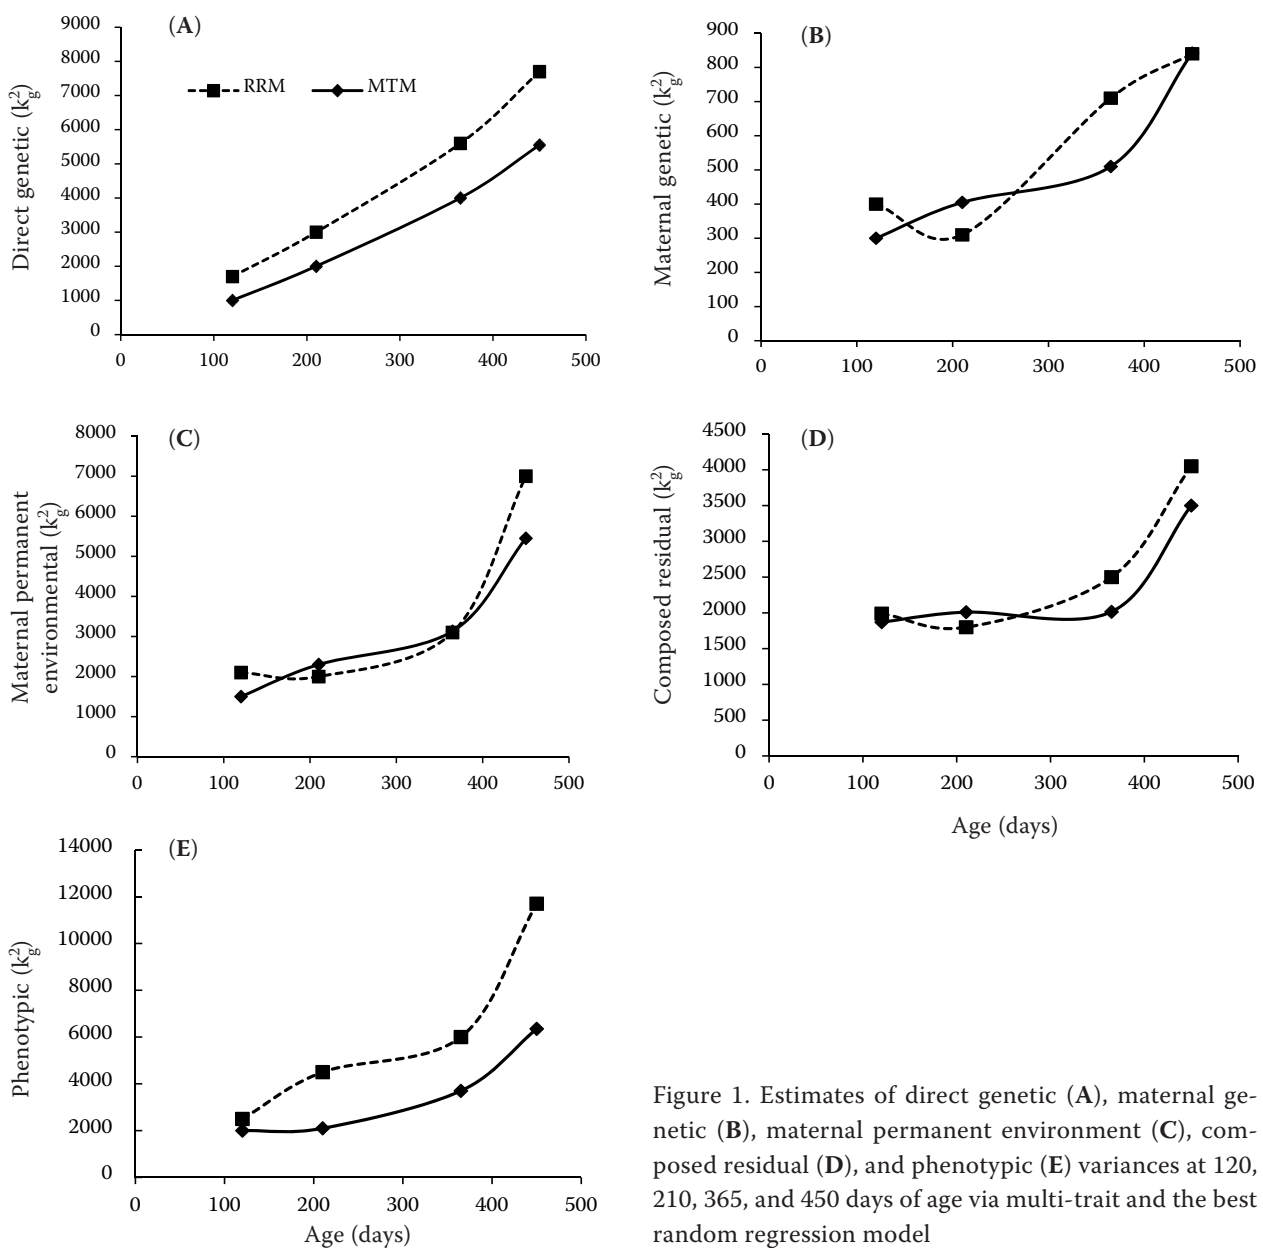 (A)
Direct genetic (kg²)
9000
8000
7000
6000
5000
4000
3000
2000
1000
0
RRM MTM
0 100 200 300 400 500
(B)
Maternal genetic (kg²)
900
800
700
600
500
400
300
200
100
0
0 100 200 300 400 500
(C)
Maternal permanent
environmental (kg²)
8000
7000
6000
5000
4000
3000
2000
1000
0
0 100 200 300 400 500
(D)
Composed residual (kg²)
4500
4000
3500
3000
2500
2000
1500
1000
500
0
0 100 200 300 400 500
Age (days)
(E)
Phenotypic (kg²)
14000
12000
10000
8000
6000
4000
2000
0
0 100 200 300 400 500
Age (days)
Figure 1. Estimates of direct genetic (A), maternal ge-
netic (B), maternal permanent environment (C), com-
posed residual (D), and phenotypic (E) variances at 120,
210, 365, and 450 days of age via multi-trait and the best
random regression model